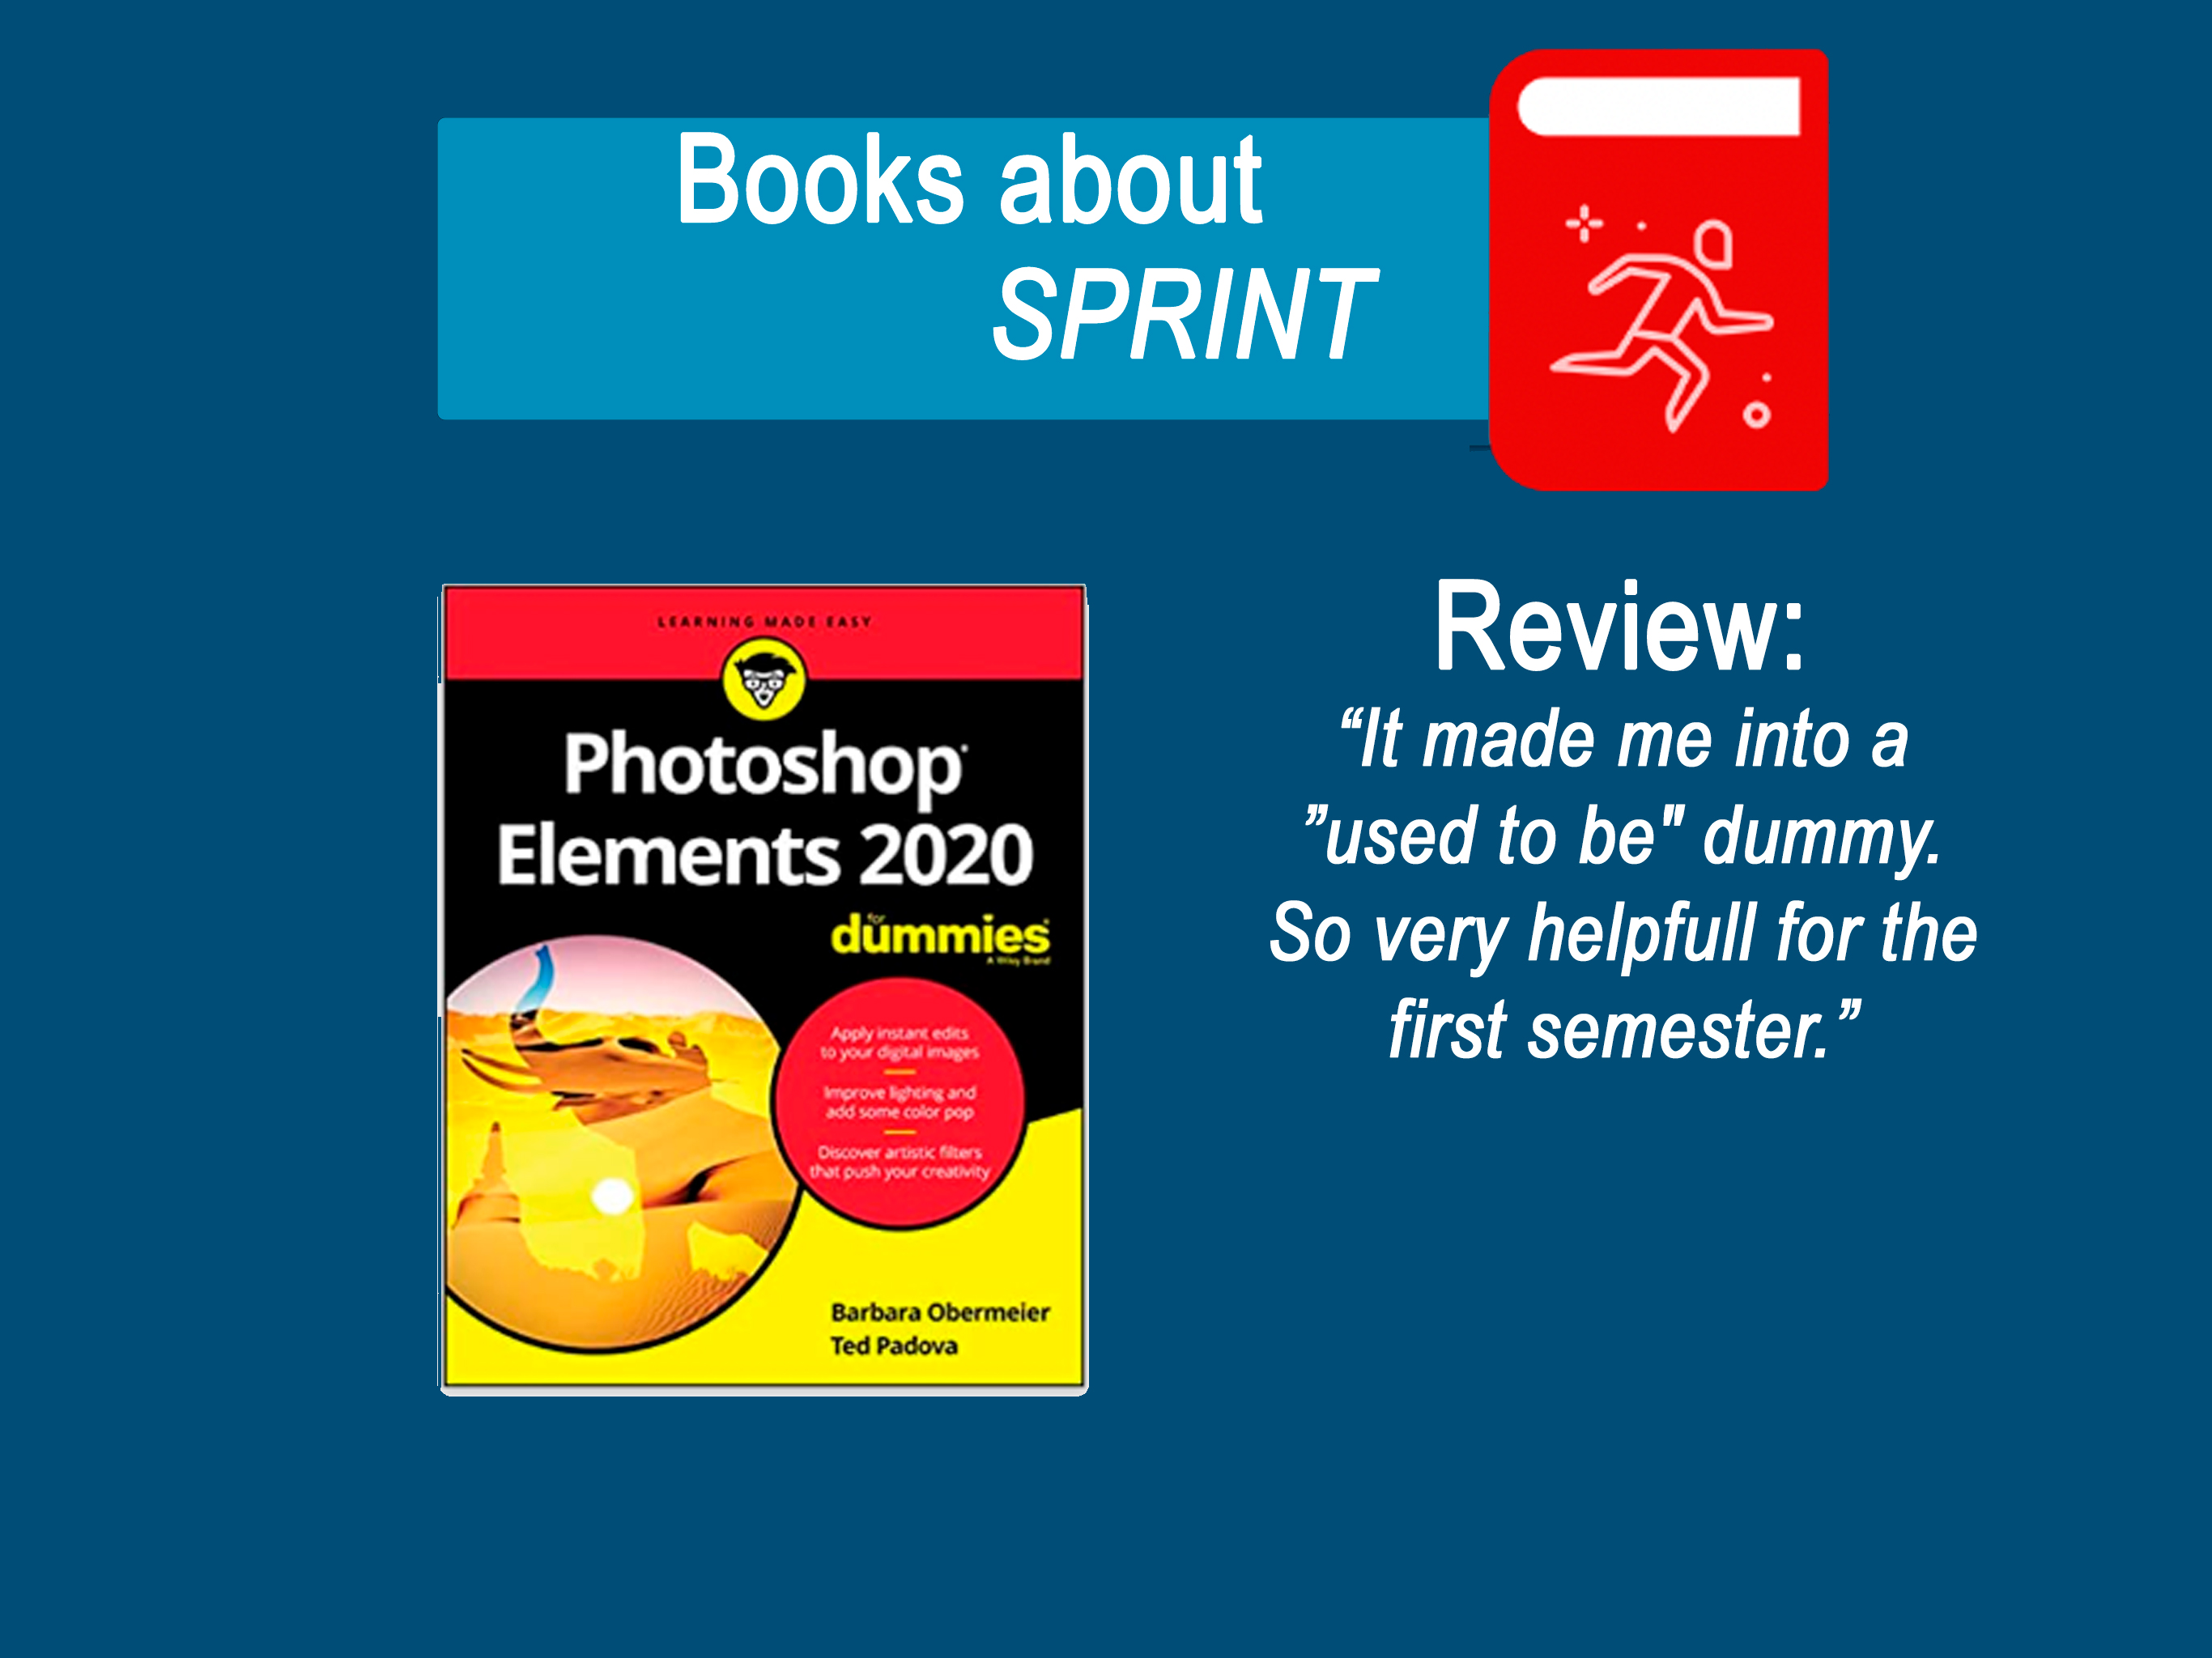 Books about
SPRINT
LEARNING MADE EASY
Photoshop®
Elements 2020
for
dummies®
A Wiley Brand
Apply instant edits
to your digital images
Improve lighting and
add some color pop
Discover artistic filters
that push your creativity
Barbara Obermeier
Ted Padova
Review:
“It made me into a
”used to be" dummy.
So very helpfull for the
first semester.”